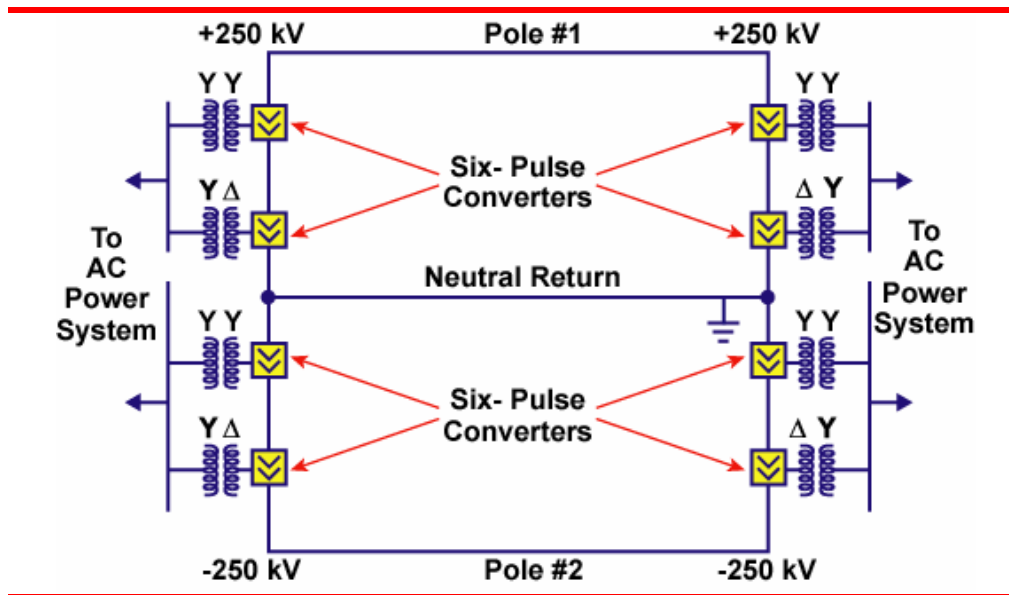 +250 kV
Pole #1
+250 kV
Y Y
Y Y
Six- Pulse
Converters
Y Δ
Δ Y
To
AC
Power
System
To
AC
Power
System
Neutral Return
Y Y
Y Y
Six- Pulse
Converters
Y Δ
Δ Y
-250 kV
Pole #2
-250 kV